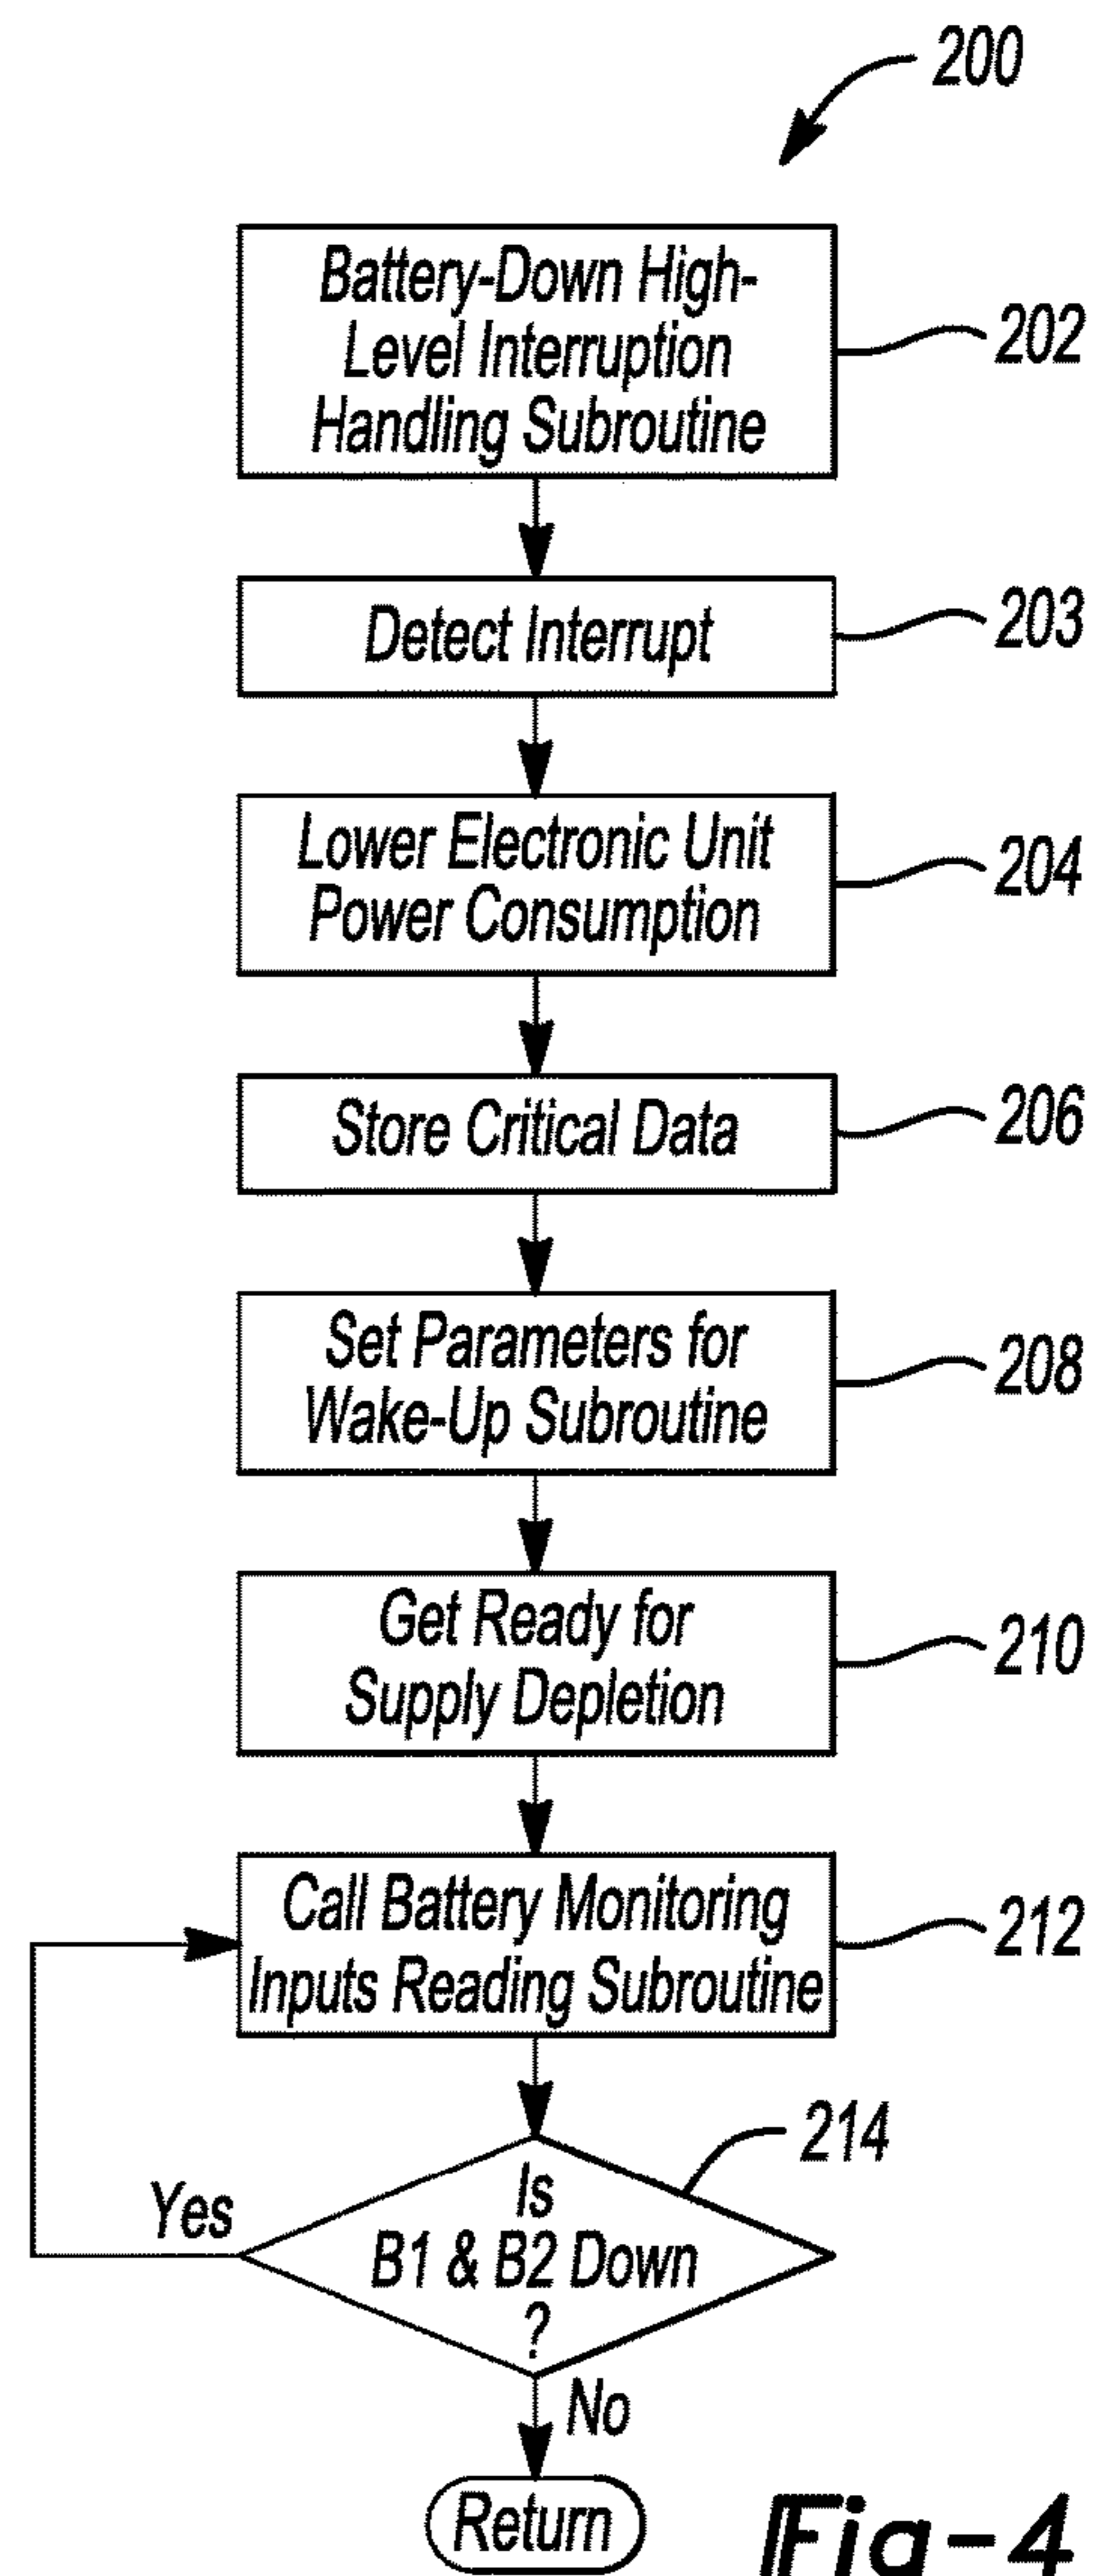 200
Battery-Down High-
Level Interruption
Handling Subroutine
202
Detect Interrupt
203
Lower Electronic Unit
Power Consumption
204
Store Critical Data
206
Set Parameters for
Wake-Up Subroutine
208
Get Ready for
Supply Depletion
210
Call Battery Monitoring
Inputs Reading Subroutine
212
214
Yes
Is
B1 & B2 Down
?
No
Return
Fig-4